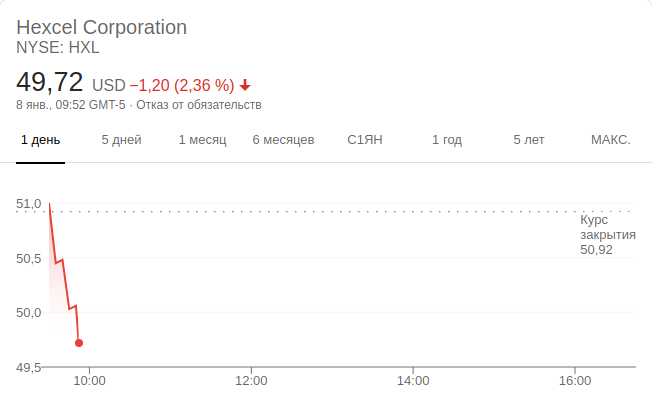 Hexcel Corporation
NYSE: HXL
49,72 USD −1,20 (2,36 %)
8 янв., 09:52 GMT-5 · Отказ от обязательств
1 день 5 дней 1 месяц 6 месяцев С1ЯН 1 год 5 лет МАКС.
51,0
Курс
закрытия
50,92
50,5
50,0
49,5
10:00 12:00 14:00 16:00